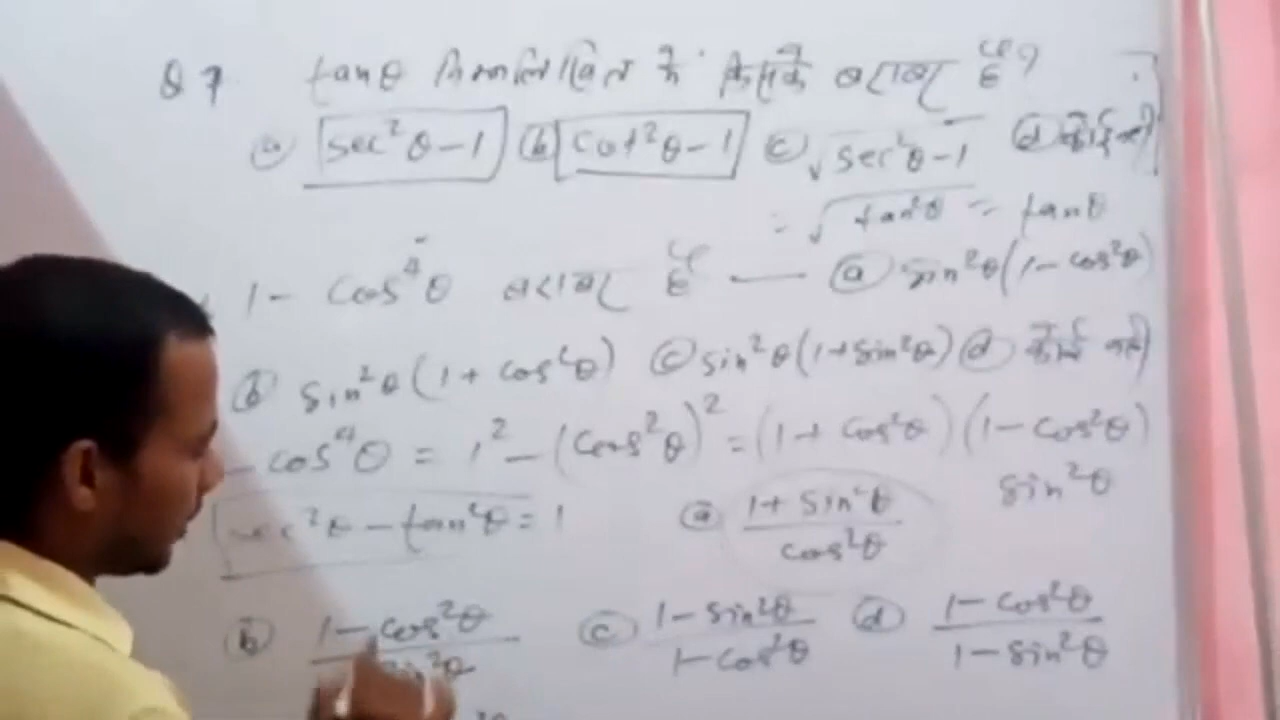 Q 7 tanθ निम्नलिखित में किसके बराबर है?
(a) sec²θ-1 (b) cot²θ-1 (c) √sec²θ-1 (d) कोई नहीं
= √tan²θ = tanθ
1 - cos⁴θ बराबर है — (a) sin²θ(1-cos²θ)
(b) sin²θ(1+cos²θ) (c) sin²θ(1+sin²θ) (d) कोई नहीं
- cos⁴θ = 1² - (cos²θ)² = (1+cos²θ)(1-cos²θ)
sin²θ
sec²θ - tan²θ = 1 (a) 1+sin²θ / cos²θ
(b) 1-cos²θ / sin²θ (c) 1-sin²θ / 1-cos²θ (d) 1-cos²θ / 1-sin²θ